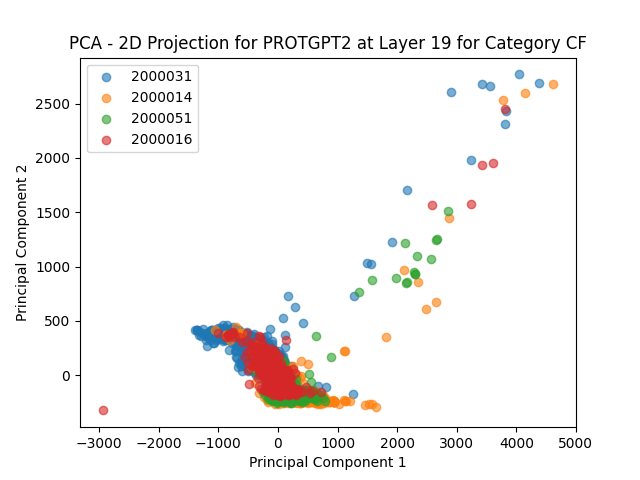 PCA - 2D Projection for PROTGPT2 at Layer 19 for Category CF
2000031
2000014
2000051
2000016
Principal Component 2
2500
2000
1500
1000
500
0
−3000 −2000 −1000 0 1000 2000 3000 4000 5000
Principal Component 1